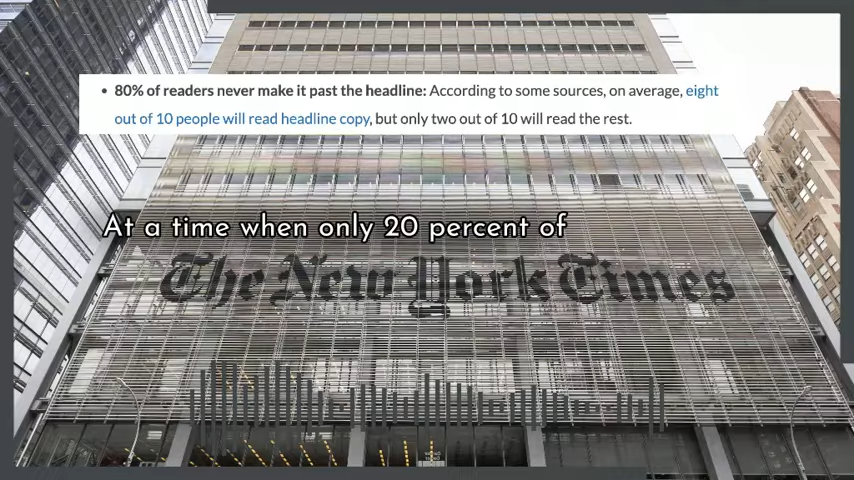 • 80% of readers never make it past the headline: According to some sources, on average, eight
out of 10 people will read headline copy, but only two out of 10 will read the rest.
At a time when only 20 percent of
The New York Times